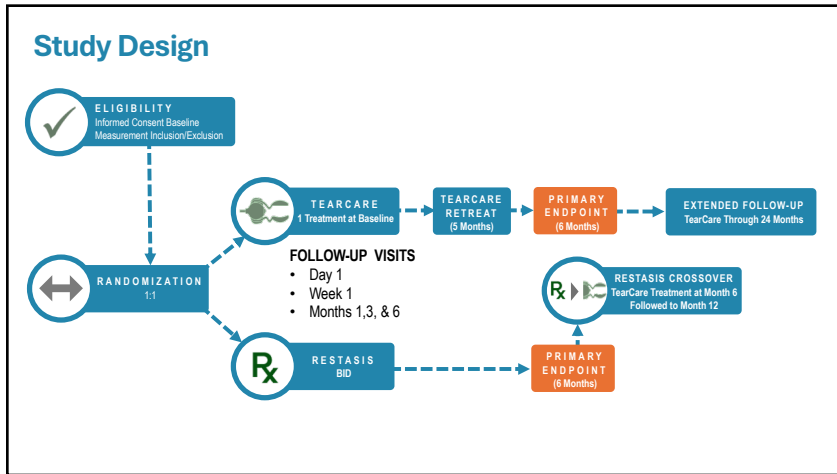 Study Design
ELIGIBILITY
Informed Consent Baseline
Measurement Inclusion/Exclusion
TEARCARE
1 Treatment at Baseline
TEARCARE
RETREAT
(5 Months)
PRIMARY
ENDPOINT
(6 Months)
EXTENDED FOLLOW-UP
TearCare Through 24 Months
RANDOMIZATION
1:1
FOLLOW-UP VISITS
• Day 1
• Week 1
• Months 1,3, & 6
Rx
RESTASIS CROSSOVER
TearCare Treatment at Month 6
Followed to Month 12
Rx
RESTASIS
BID
PRIMARY
ENDPOINT
(6 Months)